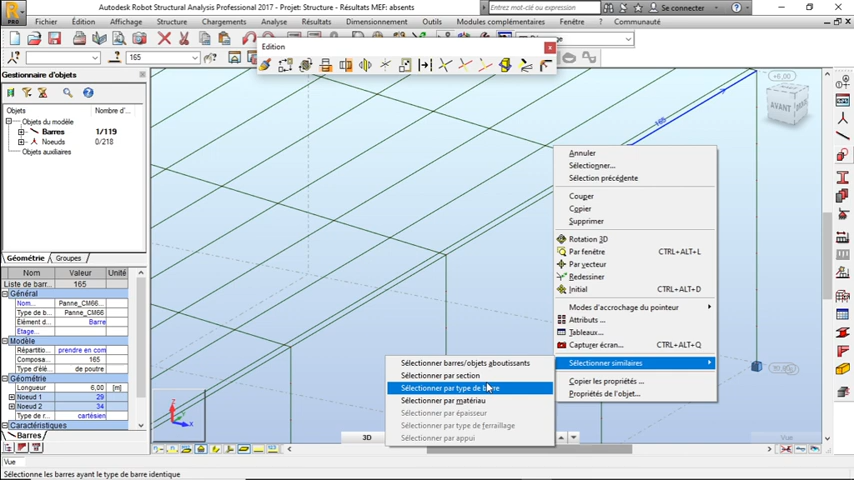 PRO
Autodesk Robot Structural Analysis Professional 2017 - Projet: Structure - Résultats MEF: absents
Entrez mot-clé/phrase
Se connecter
Fichier Edition Affichage Structure Chargements Analyse Résultats Dimensionnement Outils Modules complémentaires Fenêtre ? Communauté
165
Edition
Gestionnaire d'objets
Objets Nombre d'...
Objets du modèle
Barres 1/119
Noeuds 0/218
Objets auxiliaires
Géométrie Groupes
Nom Valeur Unité
Liste de barr... 165
Général
Nom... Panne_CM66
Type de b... Panne_CM66
Elément d... Barre
Etage...
Modèle
Répartitio... prendre en com
Composa... 165
Type d'élé... de poutre
Géométrie
Longueur 6,00 [m]
Noeud 1 29
Noeud 2 34
Type de r... cartésien
Caractéristiques
Barres
165
+6,00
AVANT
Annuler
Sélectionner...
Sélection précédente
Couper
Copier
Supprimer
Rotation 3D
Par fenêtre CTRL+ALT+L
Par vecteur
Redessiner
Initial CTRL+ALT+D
Modes d'accrochage du pointeur
Attributs ...
Tableaux...
Capturer écran... CTRL+ALT+Q
Sélectionner similaires
Copier les propriétés ...
Propriétés de l'objet...
Sélectionner barres/objets aboutissants
Sélectionner par section
Sélectionner par type de barre
Sélectionner par matériau
Sélectionner par épaisseur
Sélectionner par type de ferraillage
Sélectionner par appui
3D
Z
X
Vue
Vue
Sélectionne les barres ayant le type de barre identique